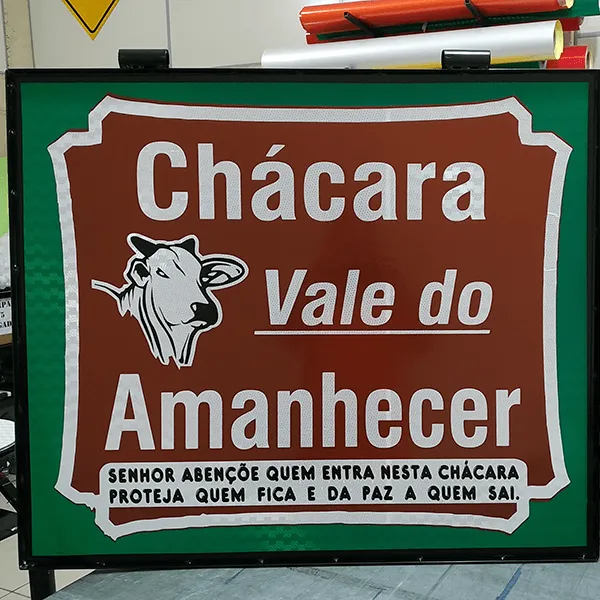 Chácara
Vale do
Amanhecer
SENHOR ABENÇÕE QUEM ENTRA NESTA CHÁCARA
PROTEJA QUEM FICA E DA PAZ A QUEM SAI.